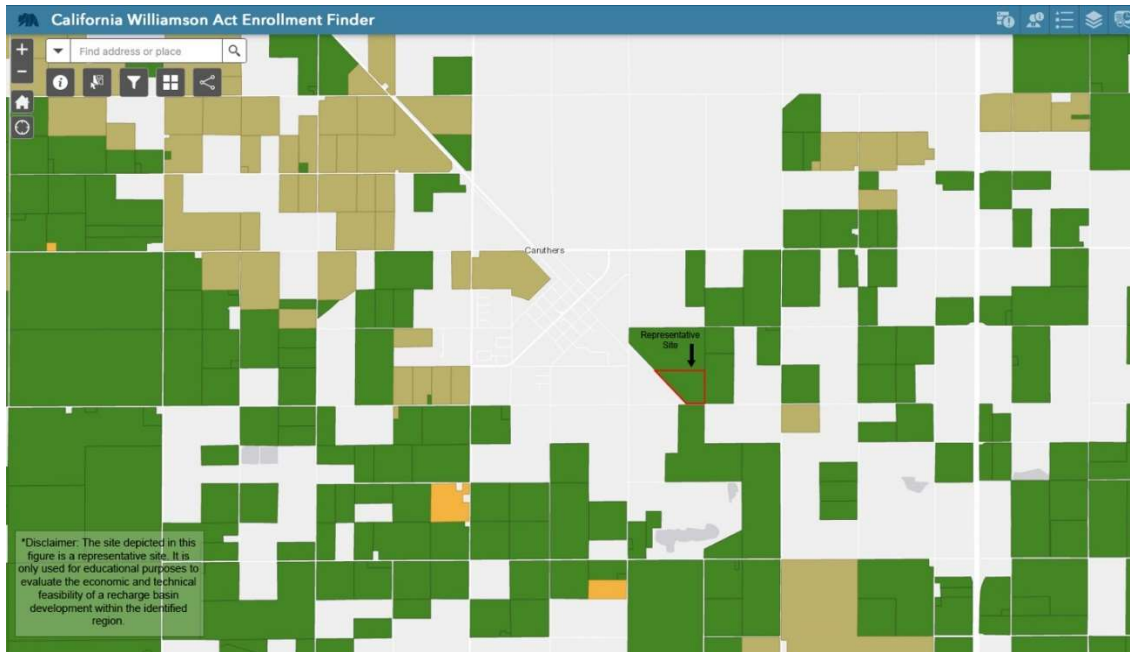 California Williamson Act Enrollment Finder
+
Find address or place
−
Caruthers
Representative
Site
*Disclaimer: The site depicted in this
figure is a representative site. It is
only used for educational purposes to
evaluate the economic and technical
feasibility of a recharge basin
development within the identified
region.